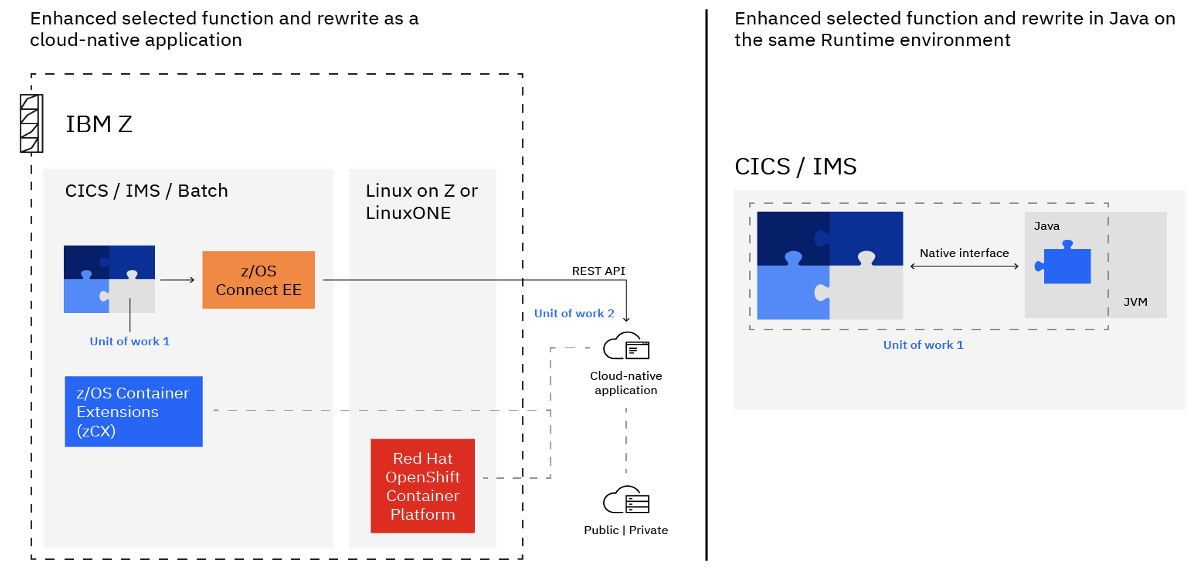 Enhanced selected function and rewrite as a
cloud-native application
IBM Z
CICS / IMS / Batch
Linux on Z or
LinuxONE
z/OS
Connect EE
REST API
Unit of work 2
Unit of work 1
Cloud-native
application
z/OS Container
Extensions
(zCX)
Red Hat
OpenShift
Container
Platform
Public | Private
Enhanced selected function and rewrite in Java on
the same Runtime environment
CICS / IMS
Java
Native interface
JVM
Unit of work 1